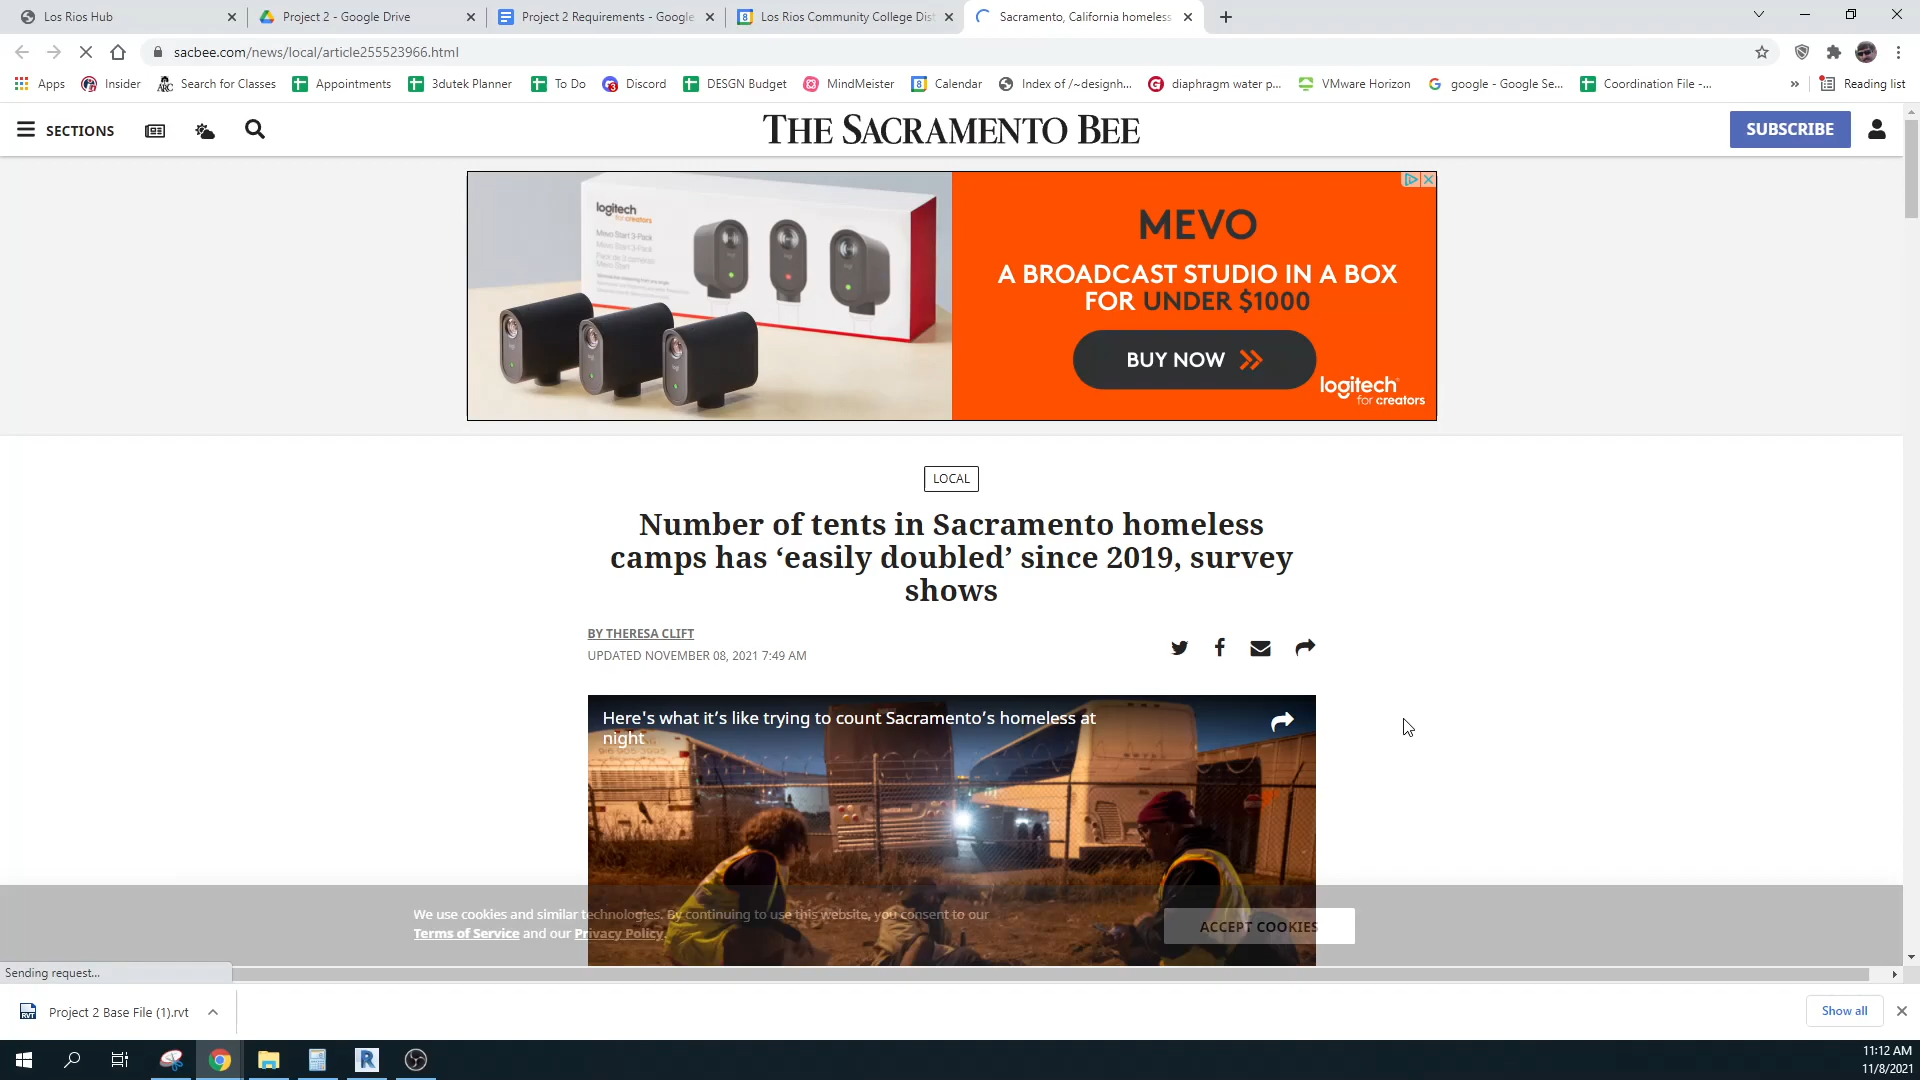 Los Rios Hub
Project 2 - Google Drive
Project 2 Requirements - Google
Los Rios Community College Dist
Sacramento, California homeless
sacbee.com/news/local/article255523966.html
Apps
Insider
Search for Classes
Appointments
3dutek Planner
To Do
Discord
DESGN Budget
MindMeister
Calendar
Index of /~designh...
diaphragm water p...
VMware Horizon
google - Google Se...
Coordination File -...
»
Reading list
SECTIONS
THE SACRAMENTO BEE
SUBSCRIBE
logitech
for creators
Mevo Start 3-Pack
MEVO
A BROADCAST STUDIO IN A BOX
FOR UNDER $1000
BUY NOW
logitech
for creators
LOCAL
Number of tents in Sacramento homeless
camps has ‘easily doubled’ since 2019, survey
shows
BY THERESA CLIFT
UPDATED NOVEMBER 08, 2021 7:49 AM
Here's what it’s like trying to count Sacramento’s homeless at
night
We use cookies and similar technologies. By continuing to use this website, you consent to our
Terms of Service and our Privacy Policy.
ACCEPT COOKIES
Sending request...
Project 2 Base File (1).rvt
Show all
11:12 AM
11/8/2021